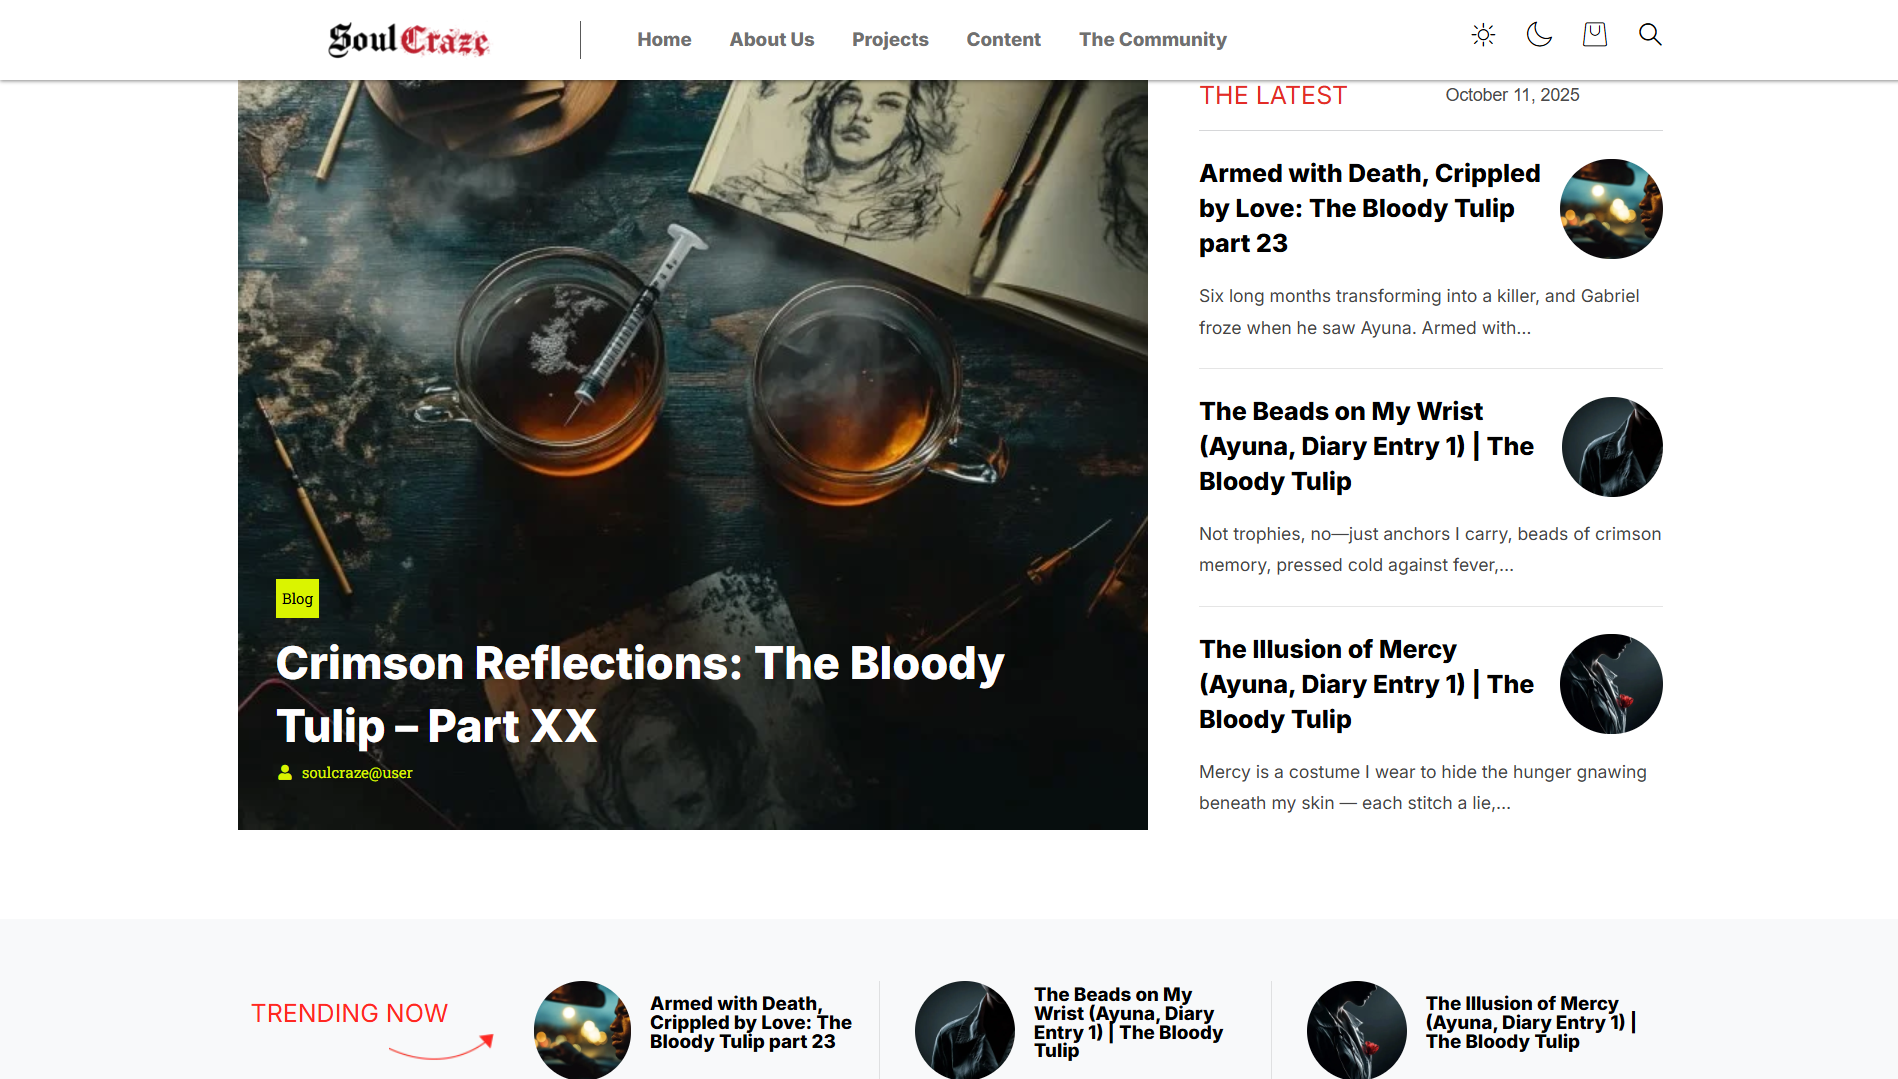 SoulCraze
Home
About Us
Projects
Content
The Community
Blog
Crimson Reflections: The Bloody
Tulip – Part XX
soulcraze@user
THE LATEST
October 11, 2025
Armed with Death, Crippled
by Love: The Bloody Tulip
part 23
Six long months transforming into a killer, and Gabriel
froze when he saw Ayuna. Armed with...
The Beads on My Wrist
(Ayuna, Diary Entry 1) | The
Bloody Tulip
Not trophies, no—just anchors I carry, beads of crimson
memory, pressed cold against fever,...
The Illusion of Mercy
(Ayuna, Diary Entry 1) | The
Bloody Tulip
Mercy is a costume I wear to hide the hunger gnawing
beneath my skin — each stitch a lie,...
TRENDING NOW
Armed with Death,
Crippled by Love: The
Bloody Tulip part 23
The Beads on My
Wrist (Ayuna, Diary
Entry 1) | The Bloody
Tulip
The Illusion of Mercy
(Ayuna, Diary Entry 1) |
The Bloody Tulip